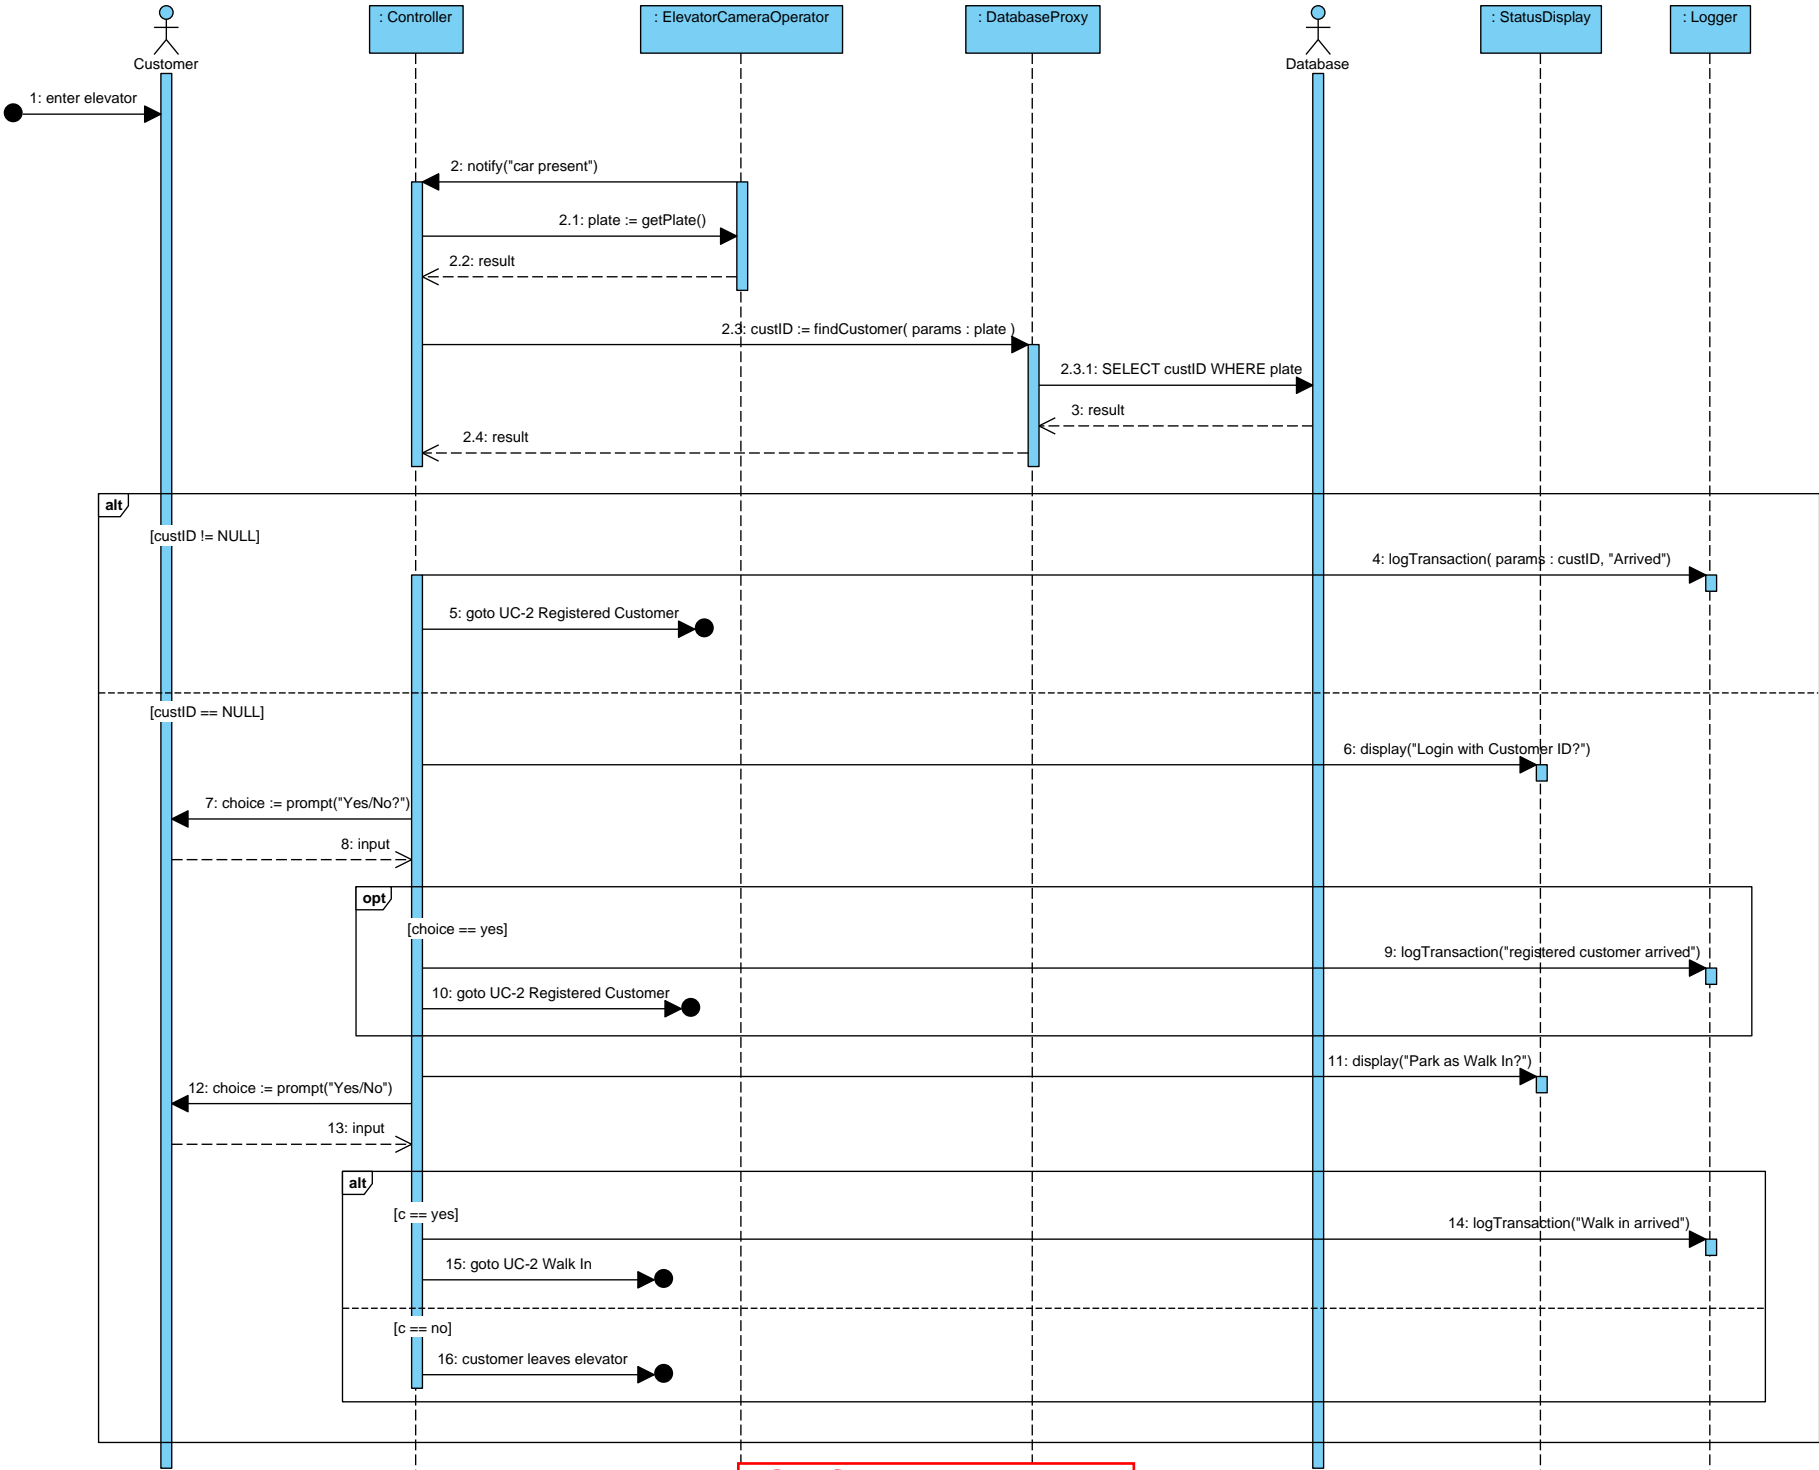 : Controller
: ElevatorCameraOperator
: DatabaseProxy
: StatusDisplay
: Logger
Customer
Database
1: enter elevator
2: notify("car present")
2.1: plate := getPlate()
2.2: result
2.3: custID := findCustomer( params : plate )
2.3.1: SELECT custID WHERE plate
3: result
2.4: result
alt
[custID != NULL]
4: logTransaction( params : custID, "Arrived")
5: goto UC-2 Registered Customer
[custID == NULL]
6: display("Login with Customer ID?")
7: choice := prompt("Yes/No?")
8: input
opt
[choice == yes]
9: logTransaction("registered customer arrived")
10: goto UC-2 Registered Customer
11: display("Park as Walk In?")
12: choice := prompt("Yes/No")
13: input
alt
[c == yes]
14: logTransaction("Walk in arrived")
15: goto UC-2 Walk In
[c == no]
16: customer leaves elevator